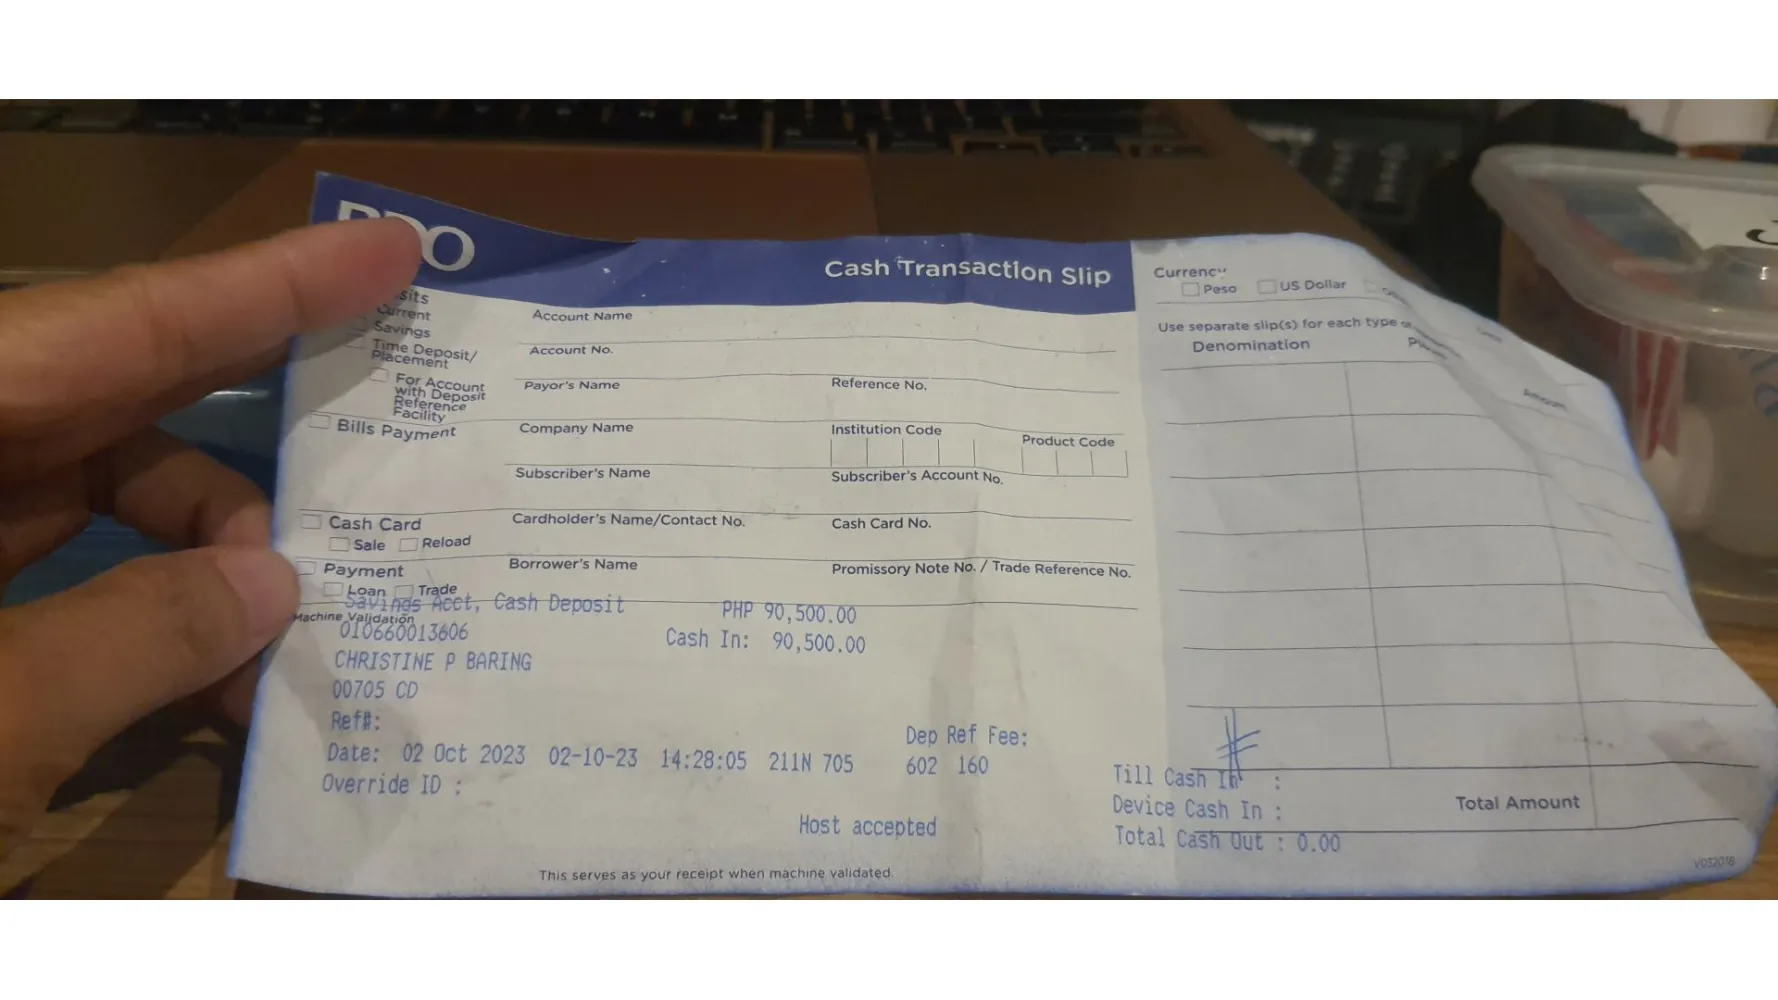 Cash Transaction Slip
Current
Savings
Time Deposit/
Placement
For Account
with Deposit
Reference
Facility
Bills Payment
Cash Card
Sale
Reload
Payment
Loan
Trade
Account Name
Account No.
Payor's Name
Reference No.
Company Name
Institution Code
Product Code
Subscriber's Name
Subscriber's Account No.
Cardholder's Name/Contact No.
Cash Card No.
Borrower's Name
Promissory Note No. / Trade Reference No.
Currency
Peso
US Dollar
Use separate slip(s) for each type
Denomination
Amount
Machine Validation
Savings Acct, Cash Deposit PHP 90,500.00
010660013606 Cash In: 90,500.00
CHRISTINE P BARING
00705 CD
Ref#: Dep Ref Fee:
Date: 02 Oct 2023 02-10-23 14:28:05 211N 705 602 160
Override ID :
Host accepted
Till Cash In :
Device Cash In :
Total Cash Out : 0.00
Total Amount
This serves as your receipt when machine validated.
V032018